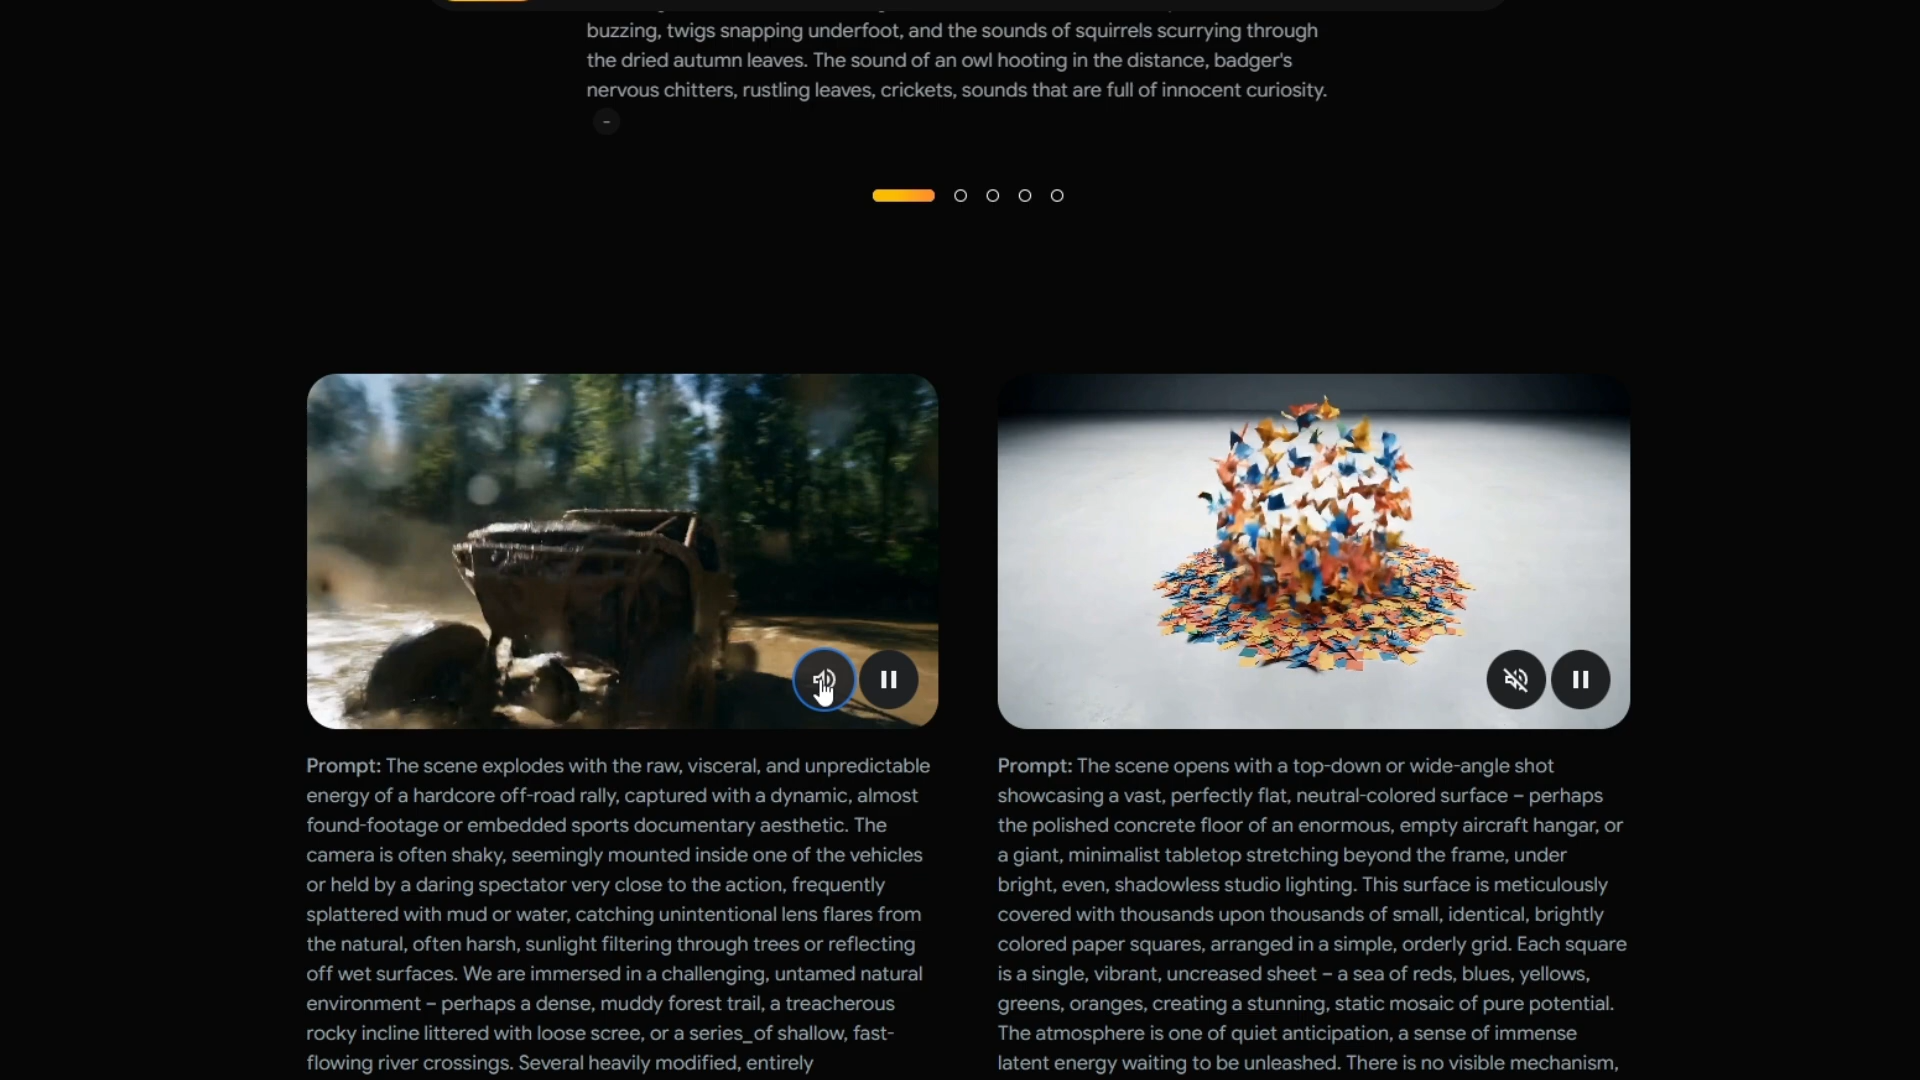 buzzing, twigs snapping underfoot, and the sounds of squirrels scurrying through
the dried autumn leaves. The sound of an owl hooting in the distance, badger's
nervous chitters, rustling leaves, crickets, sounds that are full of innocent curiosity.
-
Prompt: The scene explodes with the raw, visceral, and unpredictable
energy of a hardcore off-road rally, captured with a dynamic, almost
found-footage or embedded sports documentary aesthetic. The
camera is often shaky, seemingly mounted inside one of the vehicles
or held by a daring spectator very close to the action, frequently
splattered with mud or water, catching unintentional lens flares from
the natural, often harsh, sunlight filtering through trees or reflecting
off wet surfaces. We are immersed in a challenging, untamed natural
environment – perhaps a dense, muddy forest trail, a treacherous
rocky incline littered with loose scree, or a series_of shallow, fast-
flowing river crossings. Several heavily modified, entirely
Prompt: The scene opens with a top-down or wide-angle shot
showcasing a vast, perfectly flat, neutral-colored surface – perhaps
the polished concrete floor of an enormous, empty aircraft hangar, or
a giant, minimalist tabletop stretching beyond the frame, under
bright, even, shadowless studio lighting. This surface is meticulously
covered with thousands upon thousands of small, identical, brightly
colored paper squares, arranged in a simple, orderly grid. Each square
is a single, vibrant, uncreased sheet – a sea of reds, blues, yellows,
greens, oranges, creating a stunning, static mosaic of pure potential.
The atmosphere is one of quiet anticipation, a sense of immense
latent energy waiting to be unleashed. There is no visible mechanism,